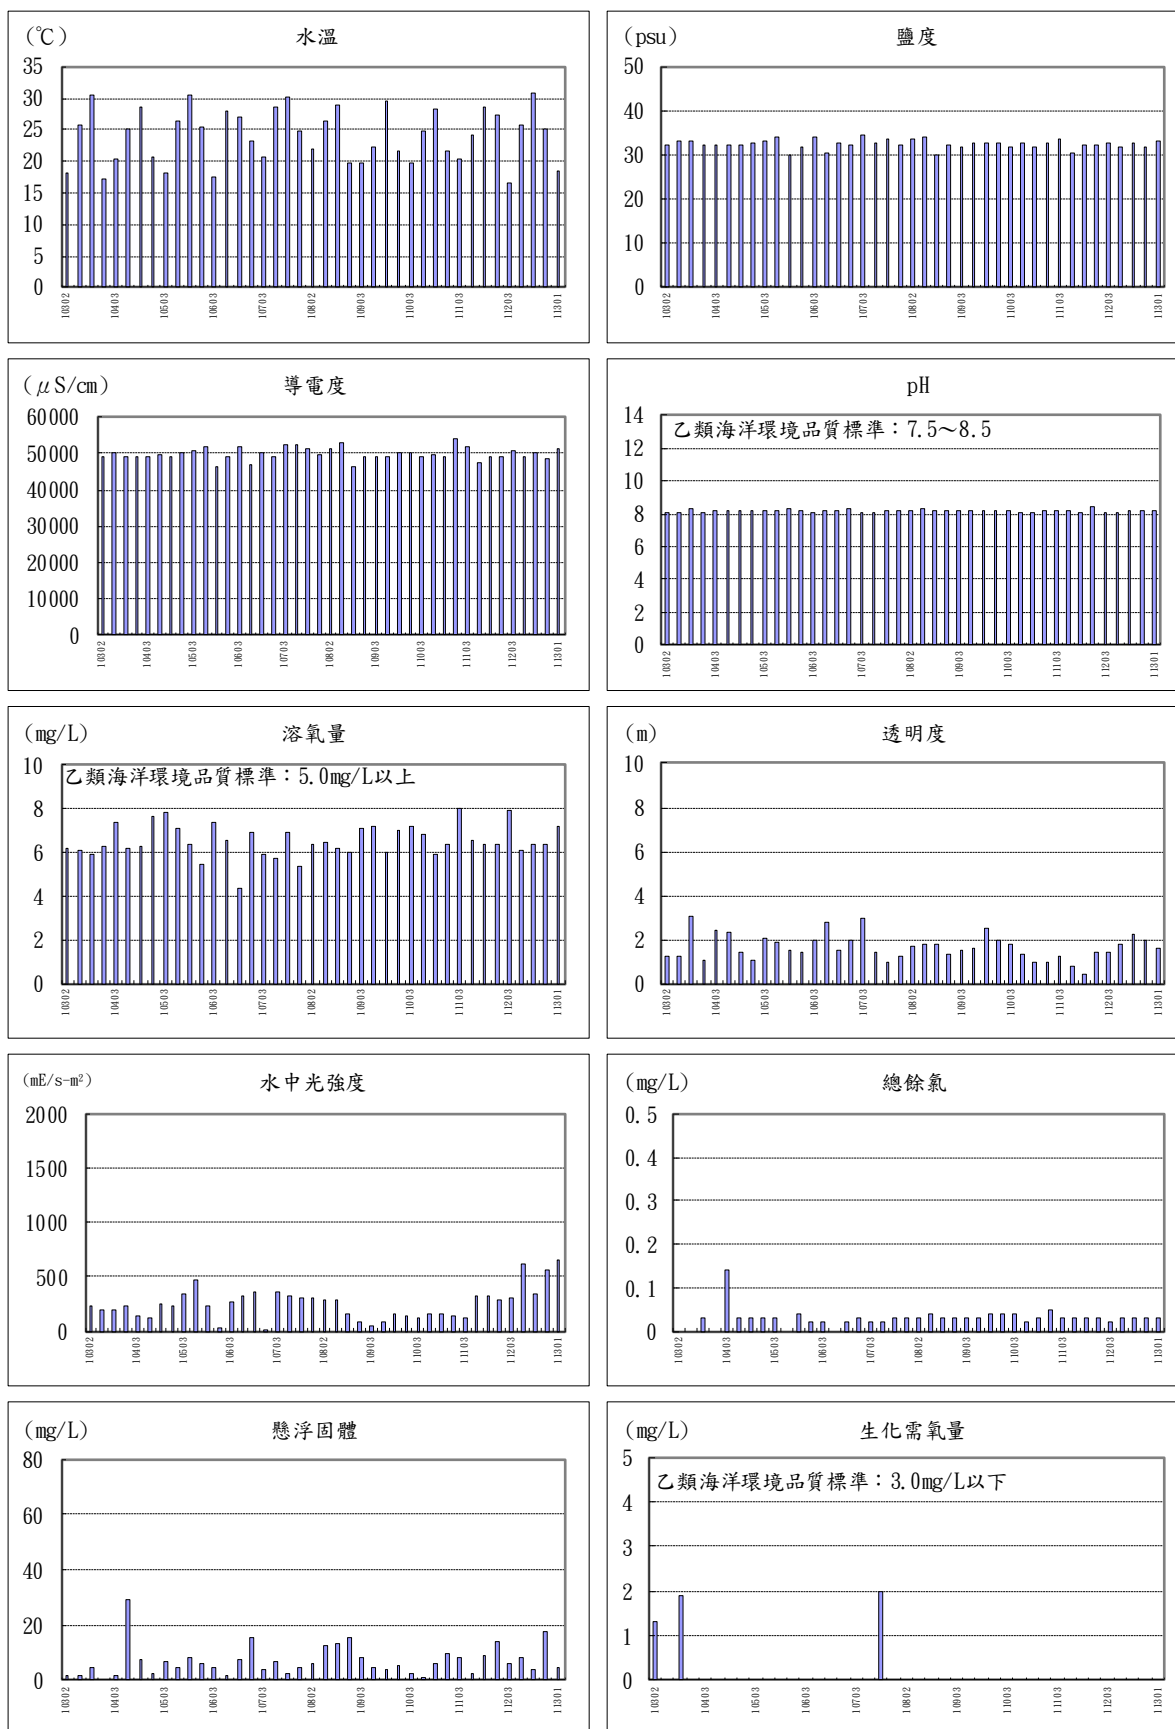 (℃) 水溫
35
30
25
20
15
10
5
0
10302 10403 10503 10603 10703 10802 10903 11003 11103 11203 11301
(psu) 鹽度
50
40
30
20
10
0
10302 10403 10503 10603 10703 10802 10903 11003 11103 11203 11301
(μS/cm) 導電度
60000
50000
40000
30000
20000
10000
0
10302 10403 10503 10603 10703 10802 10903 11003 11103 11203 11301
pH
乙類海洋環境品質標準：7.5～8.5
14
12
10
8
6
4
2
0
10302 10403 10503 10603 10703 10802 10903 11003 11103 11203 11301
(mg/L) 溶氧量
乙類海洋環境品質標準：5.0mg/L以上
10
8
6
4
2
0
10302 10403 10503 10603 10703 10802 10903 11003 11103 11203 11301
(m) 透明度
10
8
6
4
2
0
10302 10403 10503 10603 10703 10802 10903 11003 11103 11203 11301
(mE/s-m²) 水中光強度
2000
1500
1000
500
0
10302 10403 10503 10603 10703 10802 10903 11003 11103 11203 11301
(mg/L) 總餘氯
0.5
0.4
0.3
0.2
0.1
0
10302 10403 10503 10603 10703 10802 10903 11003 11103 11203 11301
(mg/L) 懸浮固體
80
60
40
20
0
10302 10403 10503 10603 10703 10802 10903 11003 11103 11203 11301
(mg/L) 生化需氧量
乙類海洋環境品質標準：3.0mg/L以下
5
4
3
2
1
0
10302 10403 10503 10603 10703 10802 10903 11003 11103 11203 11301